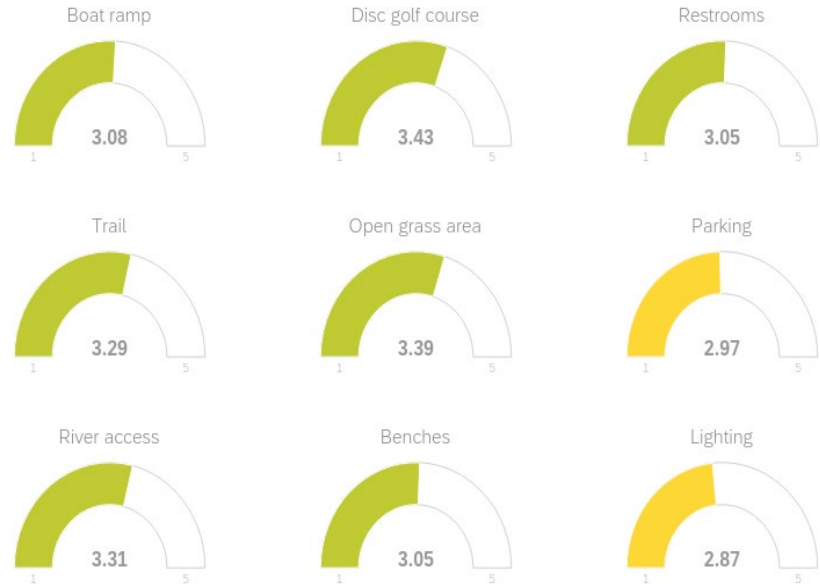 Boat ramp
Disc golf course
Restrooms
3.08
3.43
3.05
1 5
1 5
1 5
Trail
Open grass area
Parking
3.29
3.39
2.97
1 5
1 5
1 5
River access
Benches
Lighting
3.31
3.05
2.87
1 5
1 5
1 5